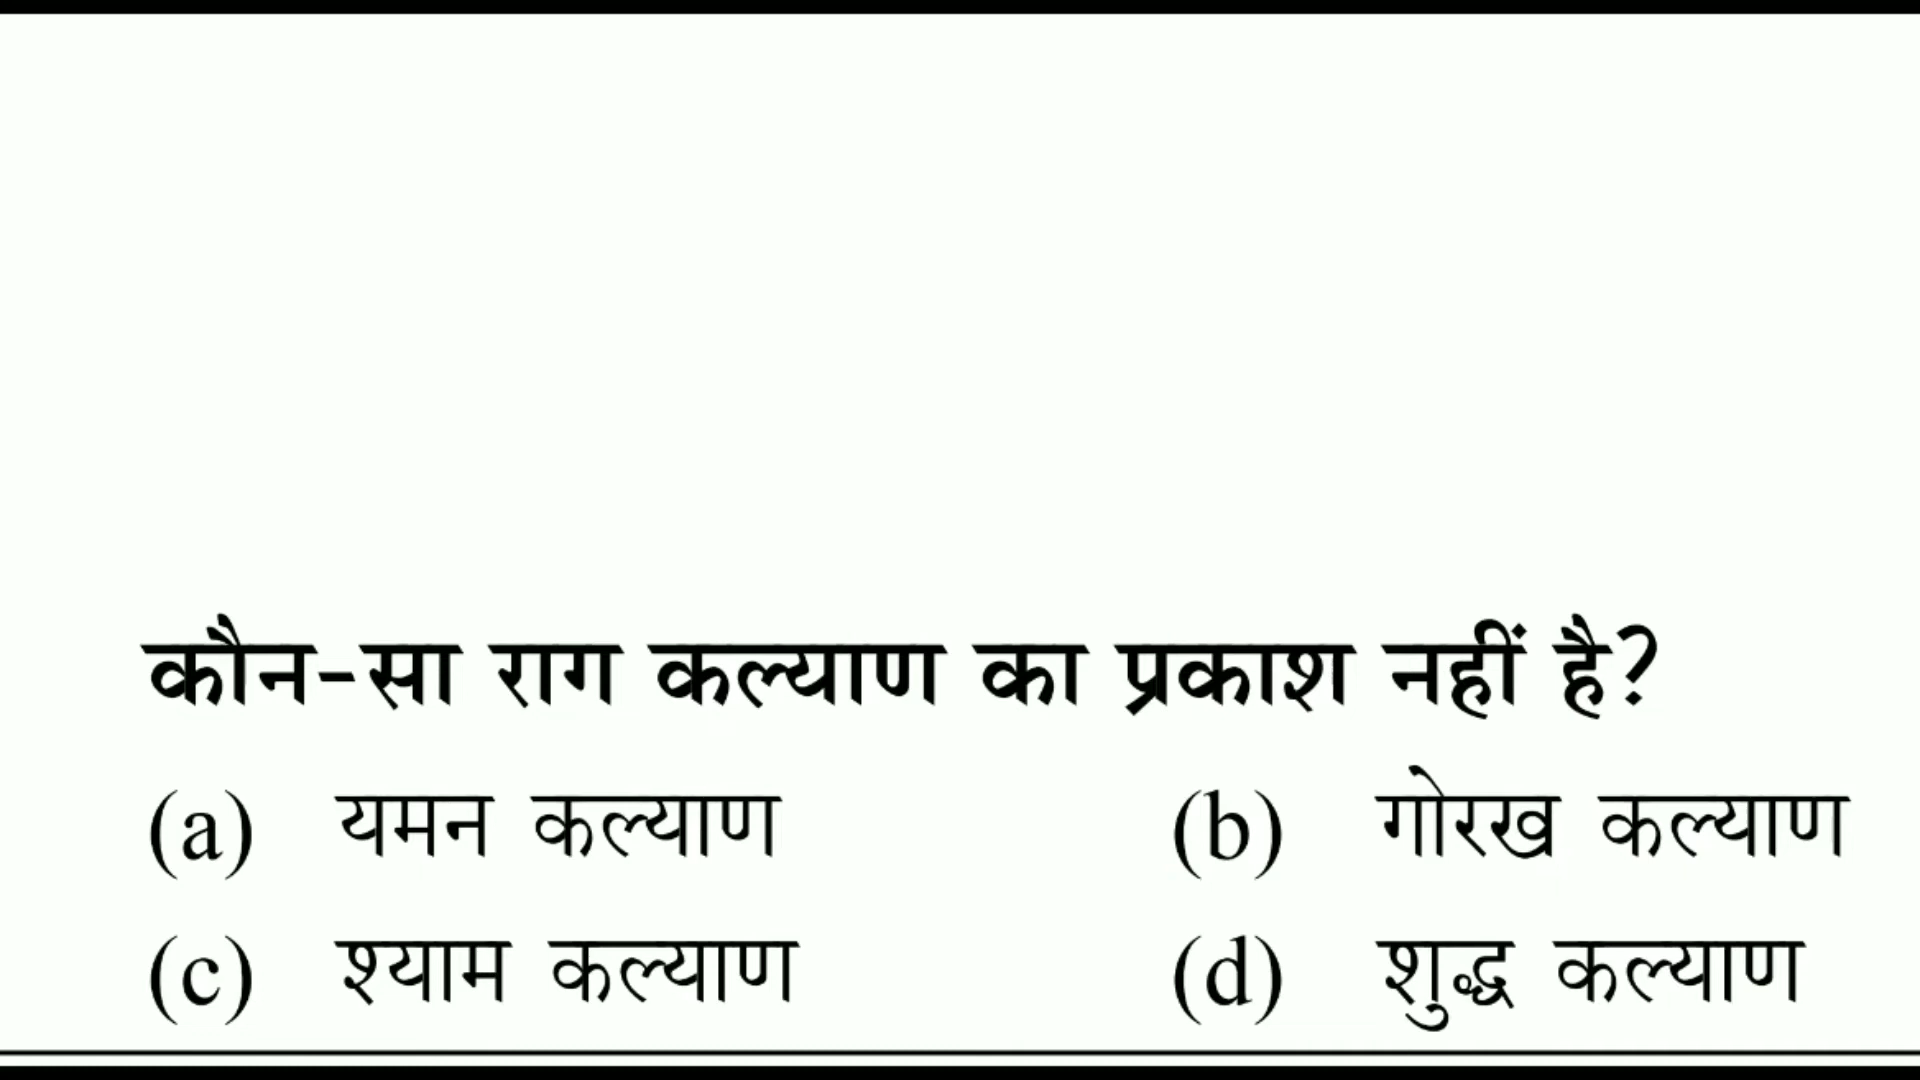 कौन-सा राग कल्याण का प्रकाश नहीं है?
(a) यमन कल्याण (b) गोरख कल्याण
(c) श्याम कल्याण (d) शुद्ध कल्याण